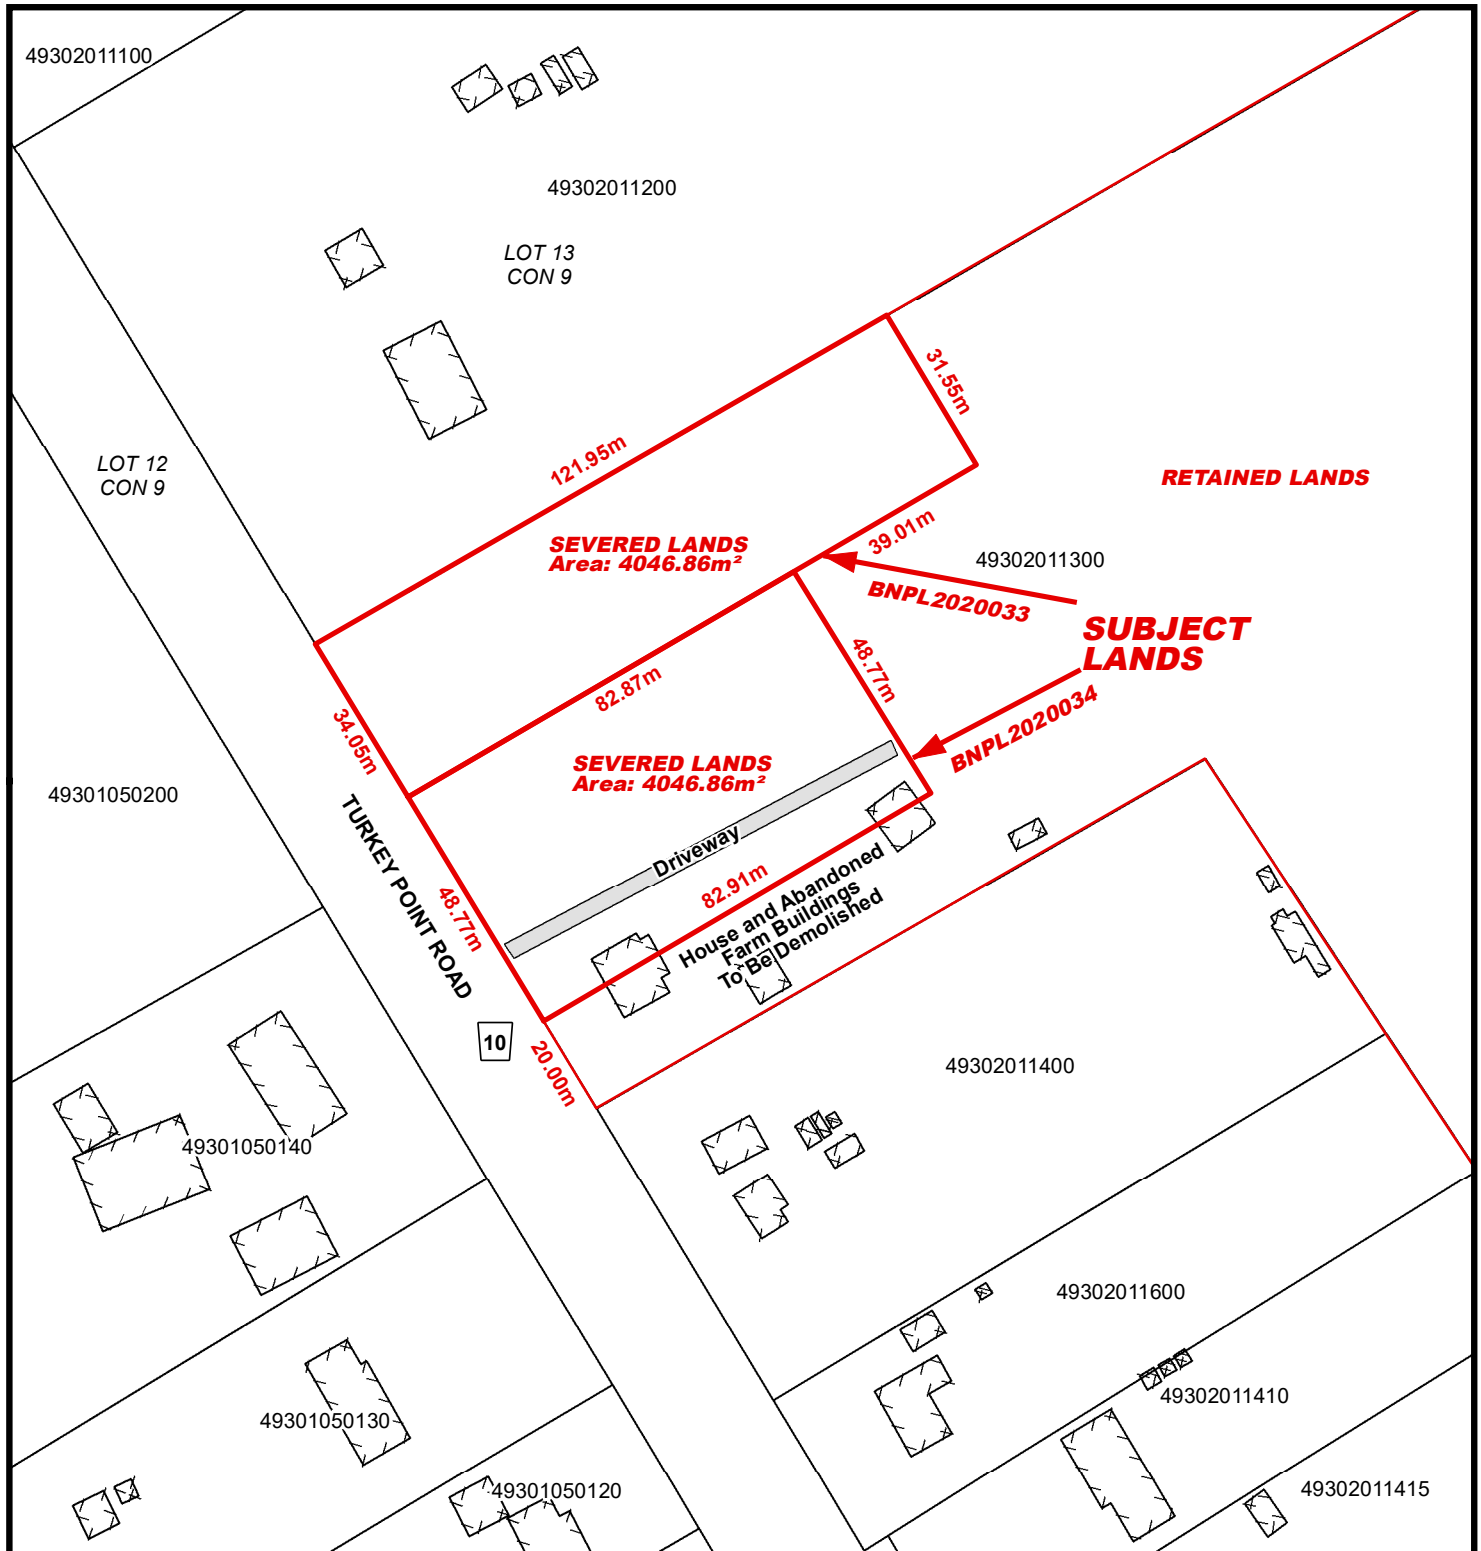 49302011100
49302011200
LOT 13
CON 9
31.55m
121.95m
LOT 12
CON 9
RETAINED LANDS
39.01m
SEVERED LANDS
Area: 4046.86m²
49302011300
BNPL2020033
SUBJECT
LANDS
48.77m
82.87m
BNPL2020034
34.05m
SEVERED LANDS
Area: 4046.86m²
49301050200
TURKEY POINT ROAD
Driveway
82.91m
48.77m
House and Abandoned
Farm Buildings
To Be Demolished
10
20.00m
49302011400
49301050140
49302011600
49302011410
49301050130
49301050120
49302011415